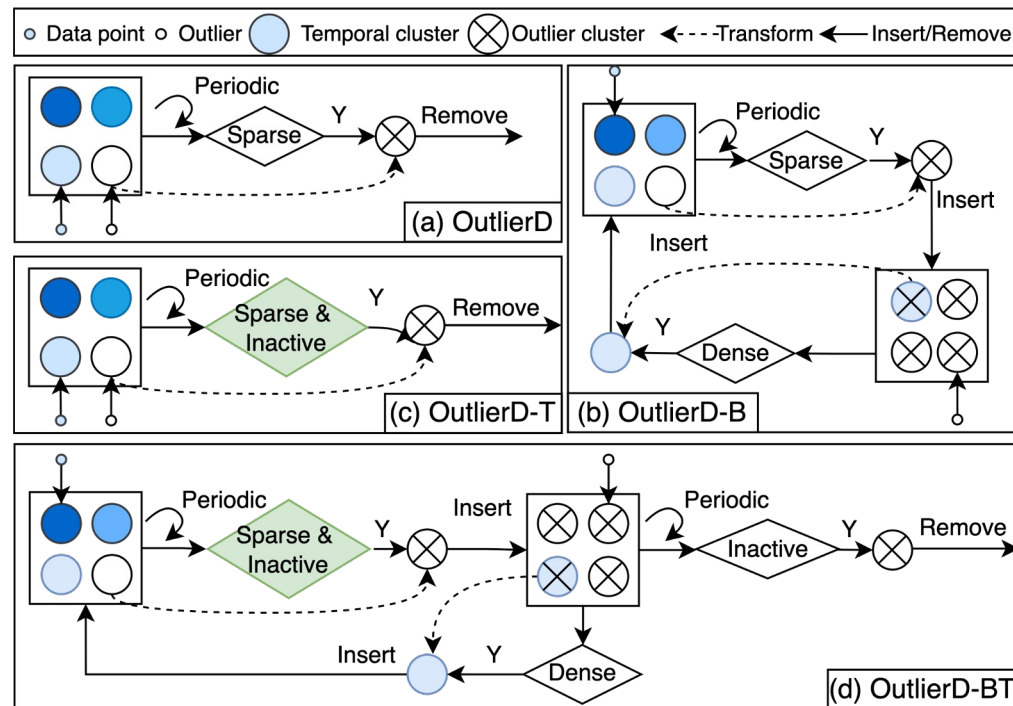 Data point Outlier Temporal cluster Outlier cluster Transform Insert/Remove
Periodic
Sparse
Y
Remove
(a) OutlierD
Periodic
Sparse
Y
Insert
Insert
Y
Dense
(b) OutlierD-B
Periodic
Sparse &
Inactive
Y
Remove
(c) OutlierD-T
Periodic
Sparse &
Inactive
Y
Insert
Periodic
Inactive
Y
Remove
Insert
Y
Dense
(d) OutlierD-BT